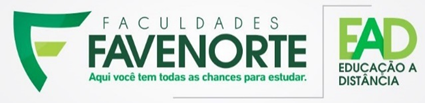 FACULDADES
FAVENORTE
Aqui você tem todas as chances para estudar.
EAD
EDUCAÇÃO A
DISTÂNCIA